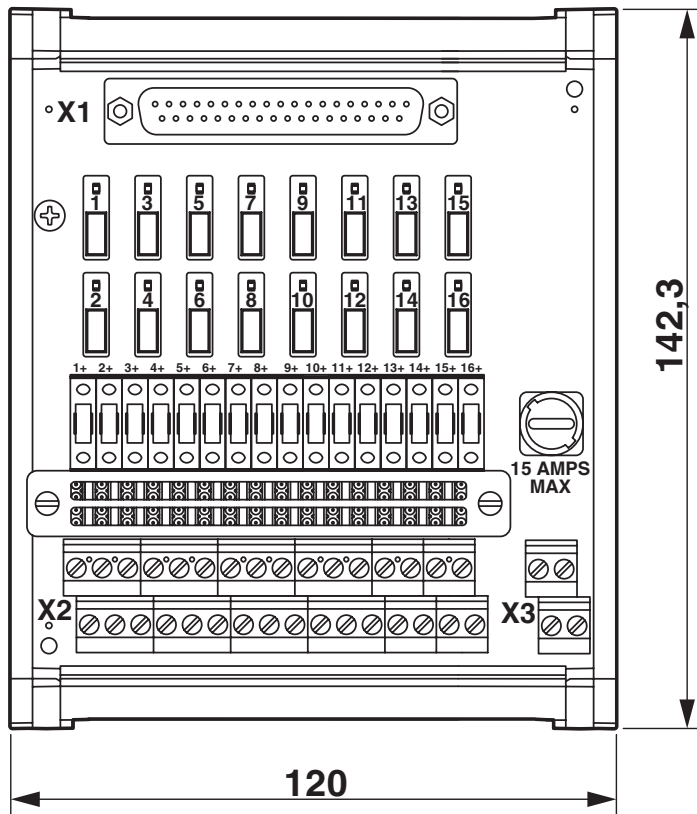 X1
1 3 5 7 9 11 13 15
2 4 6 8 10 12 14 16
1+ 2+ 3+ 4+ 5+ 6+ 7+ 8+ 9+ 10+ 11+ 12+ 13+ 14+ 15+ 16+
15 AMPS
MAX
X2
X3
142,3
120